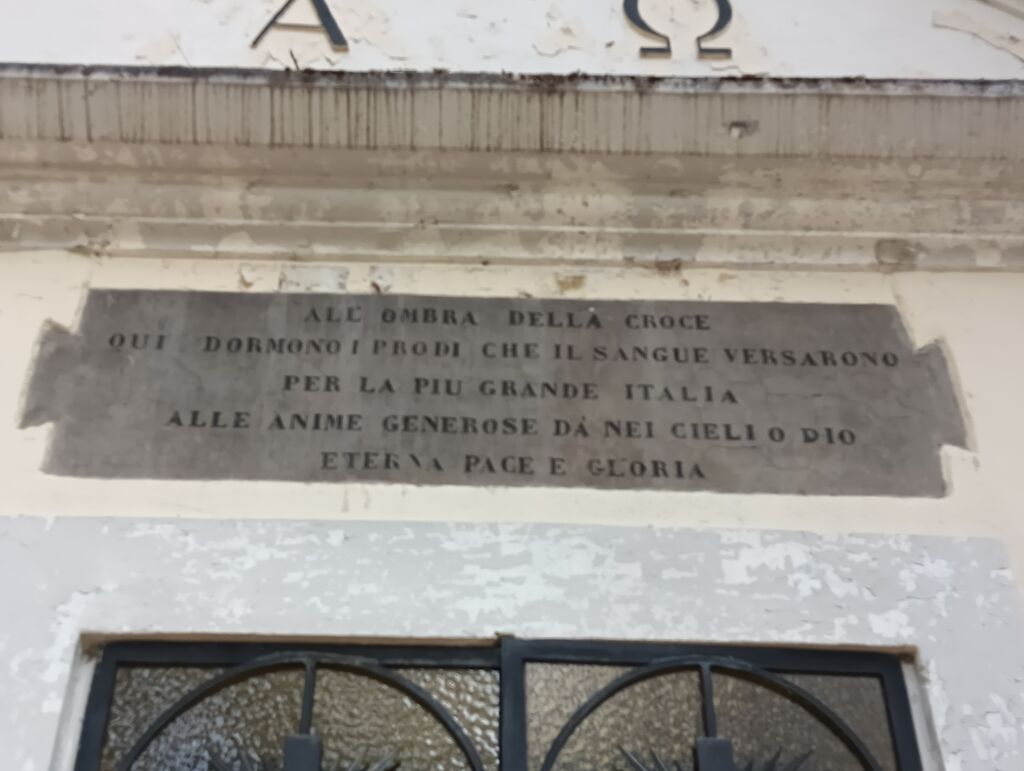 Α Ω
ALL' OMBRA DELLA CROCE
QUI DORMONO I PRODI CHE IL SANGUE VERSARONO
PER LA PIU GRANDE ITALIA
ALLE ANIME GENEROSE DÀ NEI CIELI O DIO
ETERNA PACE E GLORIA